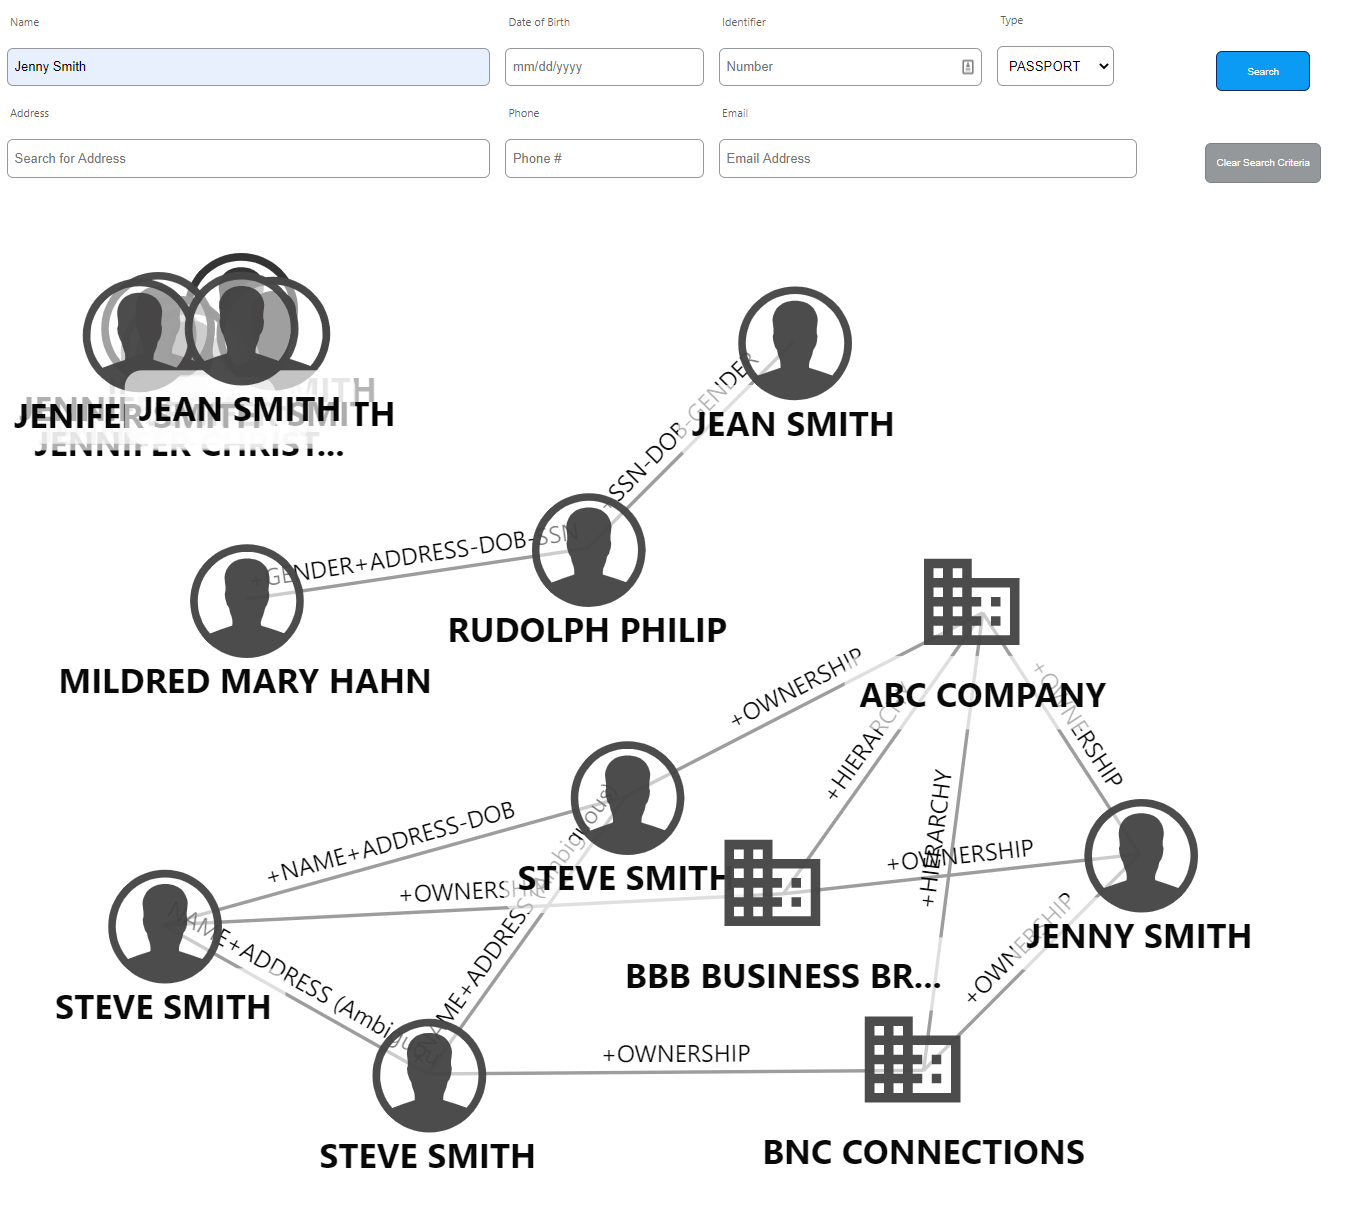 Name
Date of Birth
Identifier
Type
Jenny Smith
mm/dd/yyyy
Number
PASSPORT
Search
Address
Phone
Email
Search for Address
Phone #
Email Address
Clear Search Criteria
JEAN SMITH
SMITH
JENIFER SMITH
SMITH
JENNIFER CHRIST...
JEAN SMITH
+SSN-DOB-GENDER
+GENDER+ADDRESS-DOB-SSN
RUDOLPH PHILIP
MILDRED MARY HAHN
+OWNERSHIP
ABC COMPANY
+OWNERSHIP
+HIERARCHY
+HIERARCHY
+NAME+ADDRESS-DOB
STEVE SMITH
+OWNERSHIP
+OWNERSHIP
NAME+ADDRESS (Ambiguous)
JENNY SMITH
BBB BUSINESS BR...
STEVE SMITH
NAME+ADDRESS (Ambiguou
+OWNERSHIP
+OWNERSHIP
STEVE SMITH
BNC CONNECTIONS